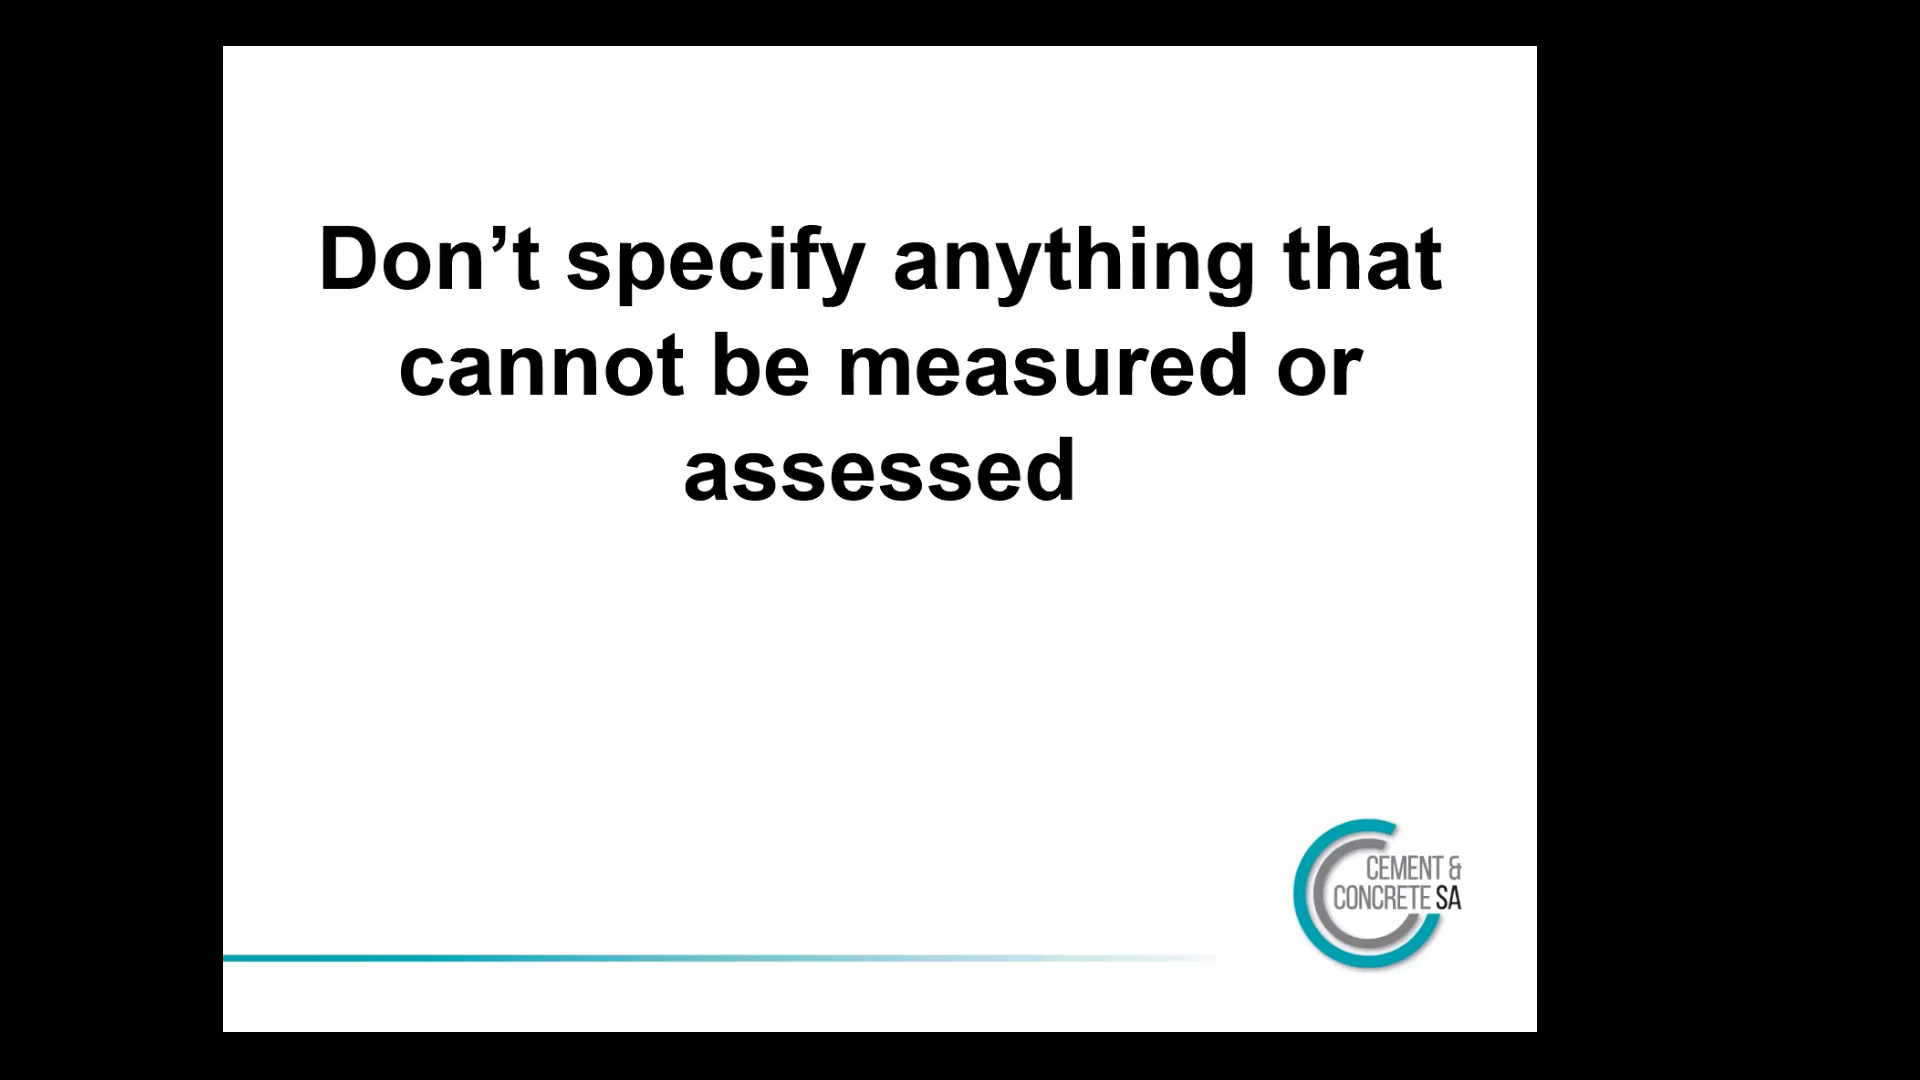 Don’t specify anything that
cannot be measured or
assessed
CEMENT &
CONCRETE SA